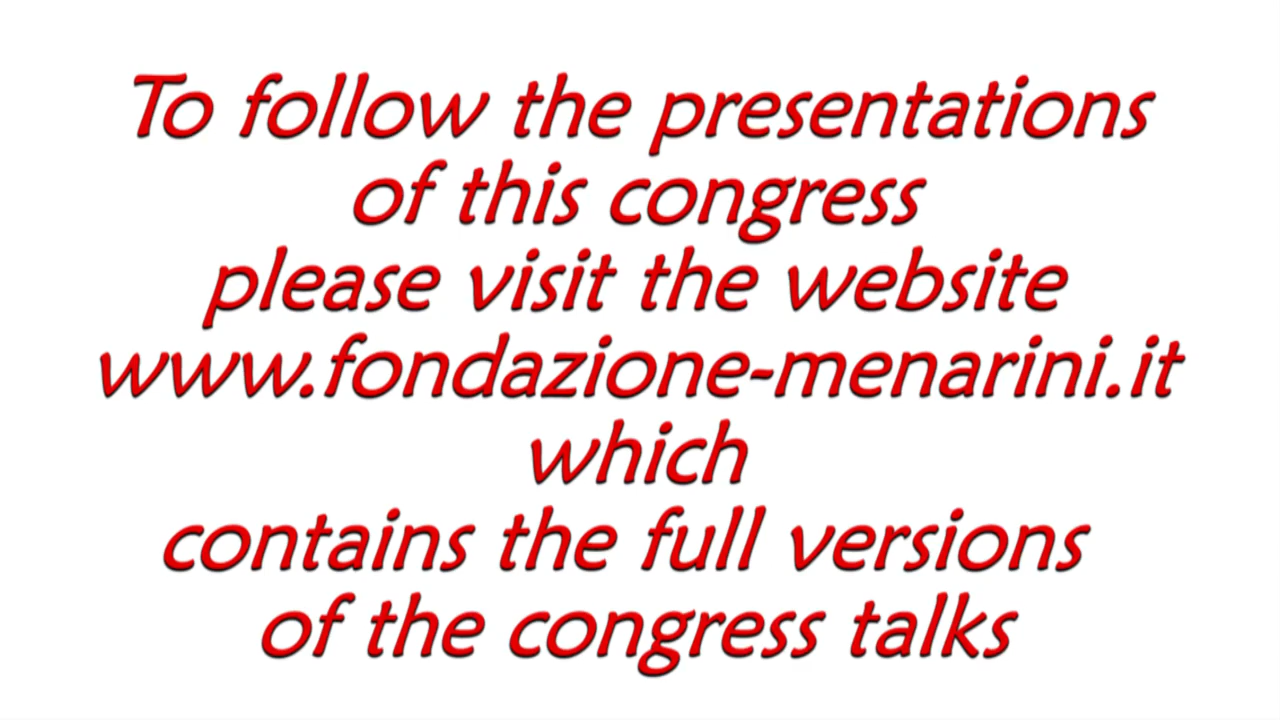 To follow the presentations
of this congress
please visit the website
www.fondazione-menarini.it
which
contains the full versions
of the congress talks